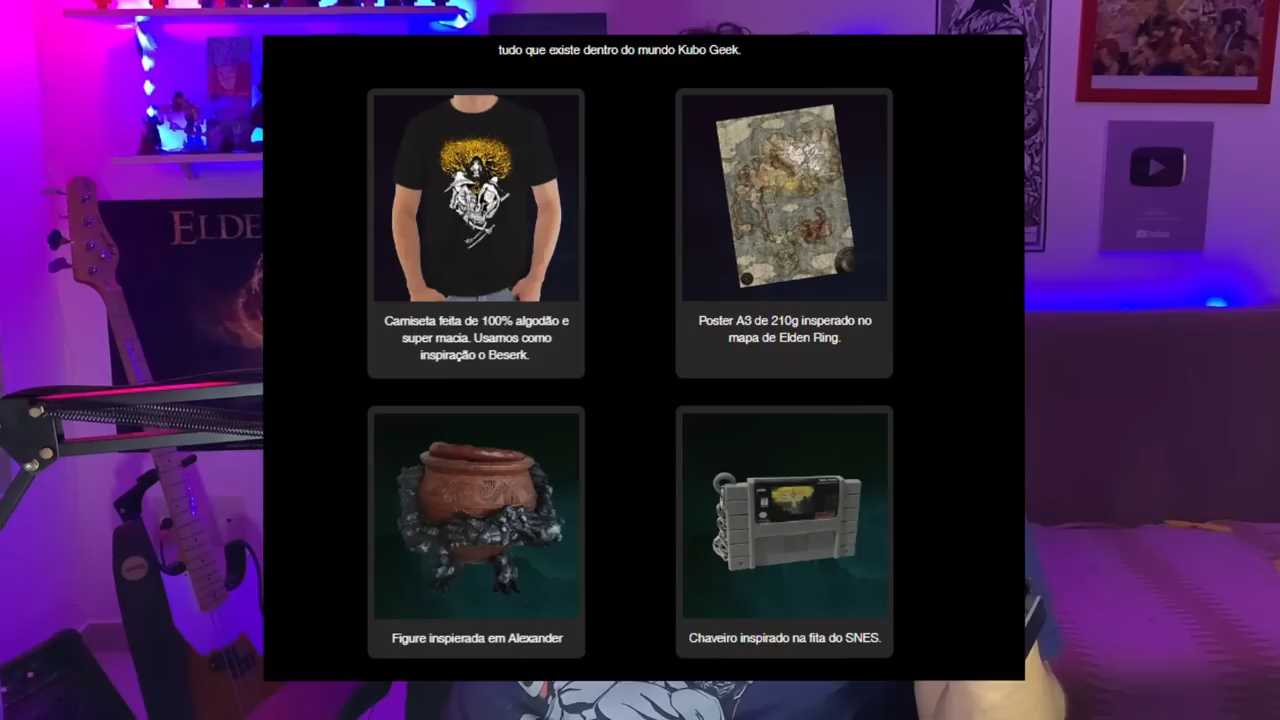 tudo que existe dentro do mundo Kubo Geek.
ELDE
Camiseta feita de 100% algodão e
super macia. Usamos como
inspiração o Beserk.
Poster A3 de 210g insperado no
mapa de Elden Ring.
Figure inspierada em Alexander
Chaveiro inspirado na fita do SNES.